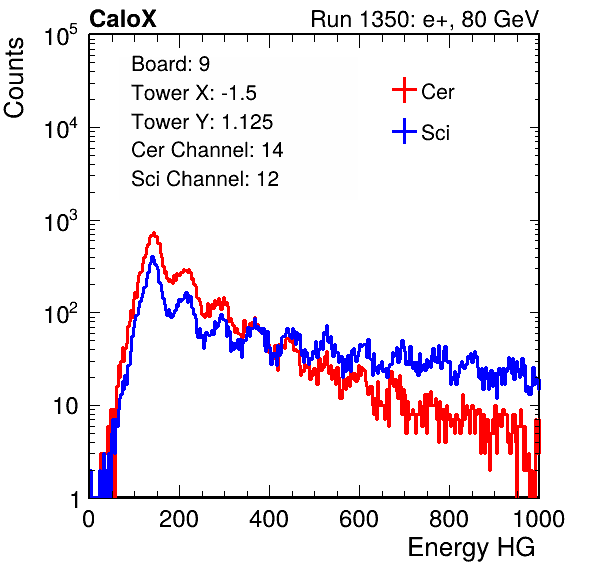 CaloX Run 1350: e+, 80 GeV
Counts
Board: 9
Tower X: -1.5
Tower Y: 1.125
Cer Channel: 14
Sci Channel: 12
Cer
Sci
10^5
10^4
10^3
10^2
10
1
0 200 400 600 800 1000
Energy HG